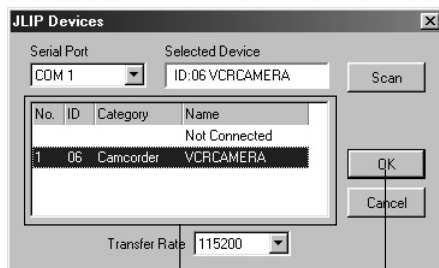 JLIP Devices
Serial Port Selected Device
COM 1 ID:06 VCRCAMERA Scan
No. ID Category Name
Not Connected
1 06 Camcorder VCRCAMERA
OK
Cancel
Transfer Rate 115200